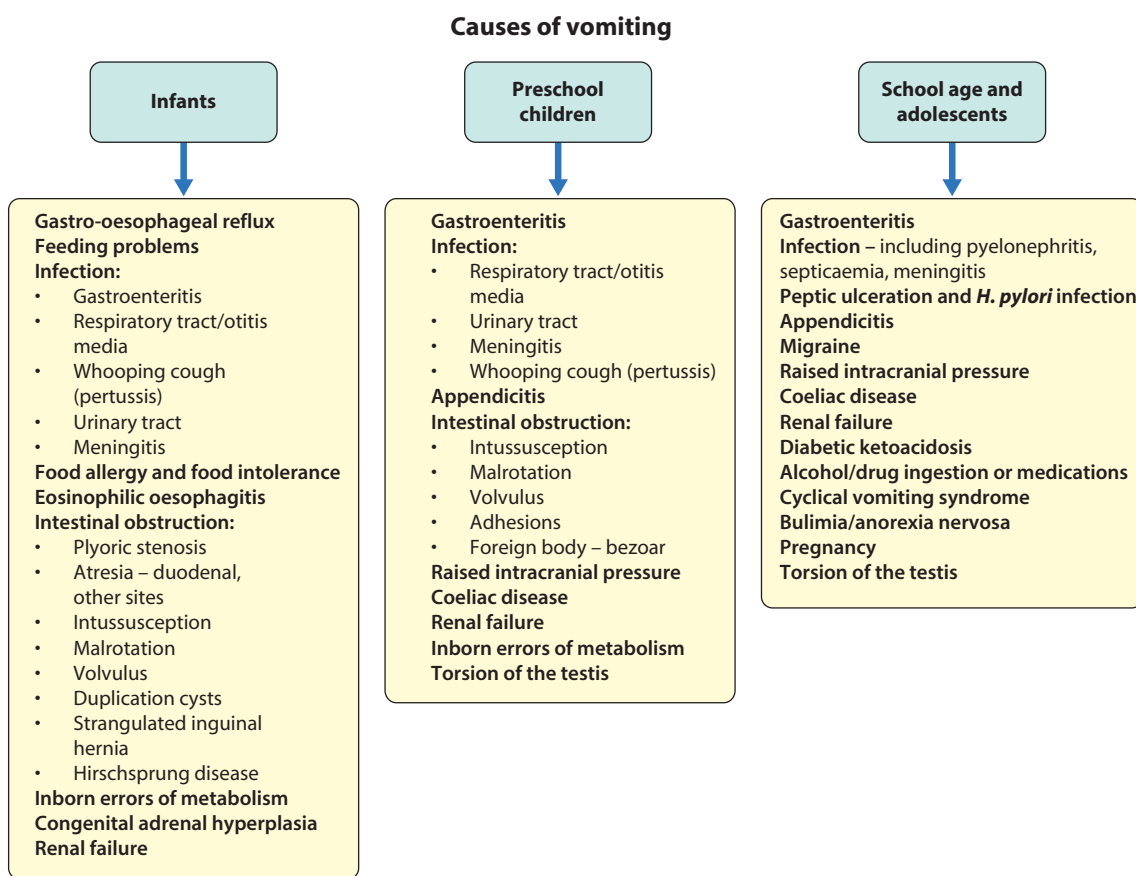 Causes of vomiting
Infants
Gastro-oesophageal reflux
Feeding problems
Infection:
• Gastroenteritis
• Respiratory tract/otitis
media
• Whooping cough
(pertussis)
• Urinary tract
• Meningitis
Food allergy and food intolerance
Eosinophilic oesophagitis
Intestinal obstruction:
• Plyoric stenosis
• Atresia – duodenal,
other sites
• Intussusception
• Malrotation
• Volvulus
• Duplication cysts
• Strangulated inguinal
hernia
• Hirschsprung disease
Inborn errors of metabolism
Congenital adrenal hyperplasia
Renal failure
Preschool
children
Gastroenteritis
Infection:
• Respiratory tract/otitis
media
• Urinary tract
• Meningitis
• Whooping cough (pertussis)
Appendicitis
Intestinal obstruction:
• Intussusception
• Malrotation
• Volvulus
• Adhesions
• Foreign body – bezoar
Raised intracranial pressure
Coeliac disease
Renal failure
Inborn errors of metabolism
Torsion of the testis
School age and
adolescents
Gastroenteritis
Infection – including pyelonephritis,
septicaemia, meningitis
Peptic ulceration and H. pylori infection
Appendicitis
Migraine
Raised intracranial pressure
Coeliac disease
Renal failure
Diabetic ketoacidosis
Alcohol/drug ingestion or medications
Cyclical vomiting syndrome
Bulimia/anorexia nervosa
Pregnancy
Torsion of the testis